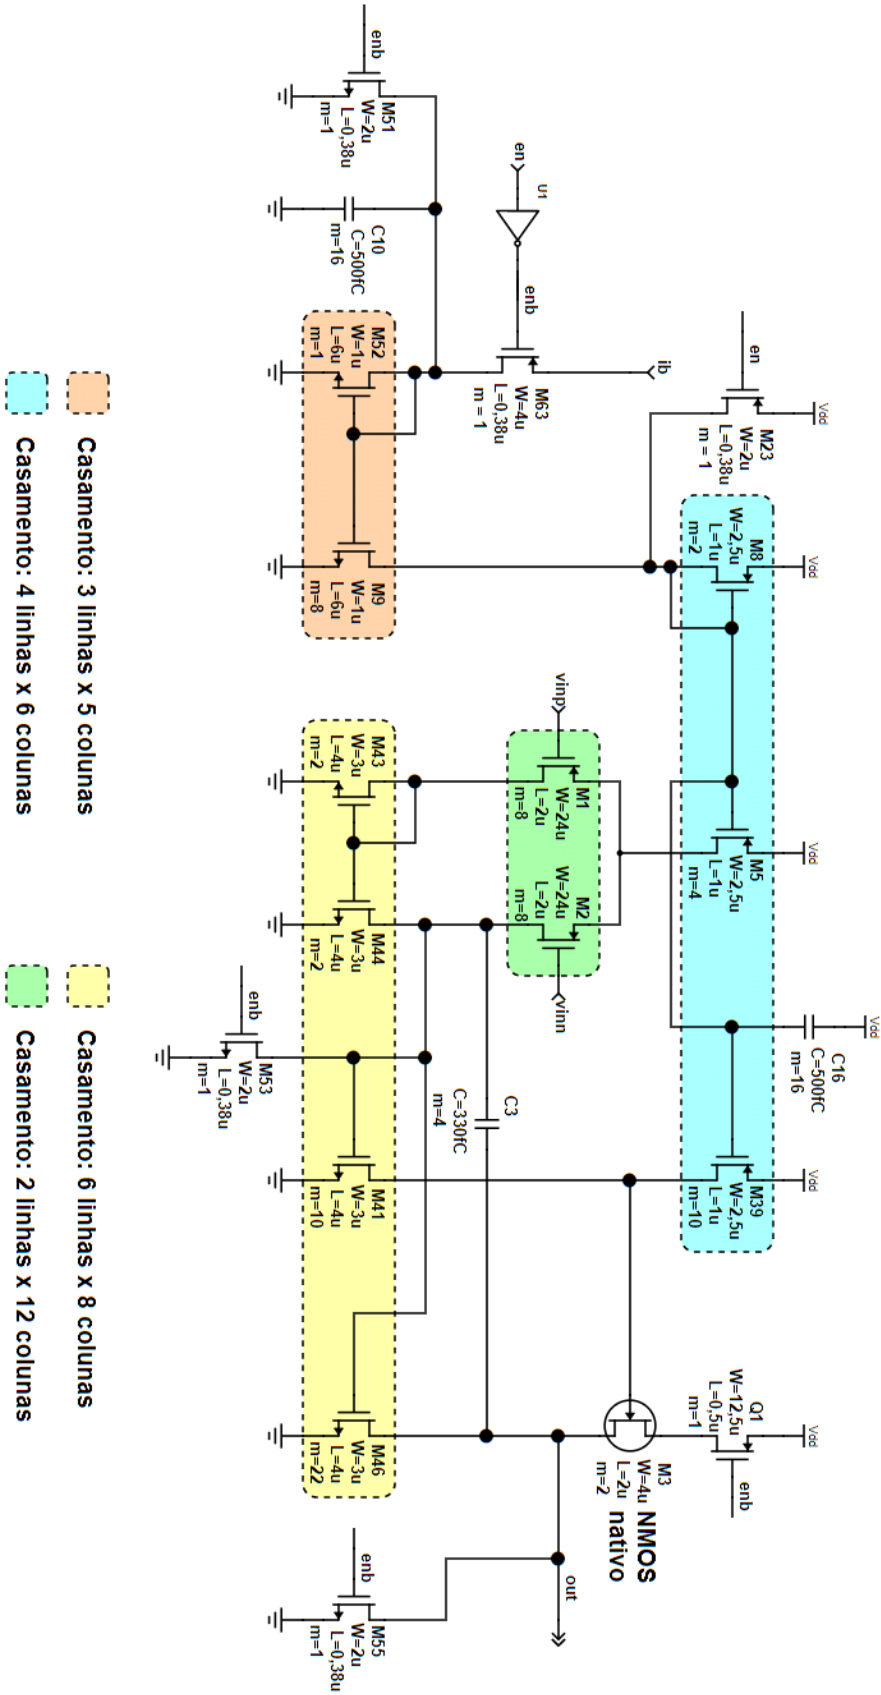 enb
M51
W=2u
L=0,38u
m=1
C10
C=500fC
m=16
en
U1
enb
M52
W=1u
L=6u
m=1
M63
W=4u
L=0,38u
m = 1
ib
M9
W=1u
L=6u
m=8
en
Vdd
M23
W=2u
L=0,38u
m = 1
Vdd
M8
W=2,5u
L=1u
m=2
Vdd
M5
W=2,5u
L=1u
m=4
vinp
M1
W=24u
L=2u
m=8
M2
W=24u
L=2u
m=8
vinn
M43
W=3u
L=4u
m=2
M44
W=3u
L=4u
m=2
enb
M53
W=2u
L=0,38u
m=1
C3
C=330fC
m=4
Vdd
C16
C=500fC
m=16
Vdd
M39
W=2,5u
L=1u
m=10
M41
W=3u
L=4u
m=10
Vdd
Q1
W=12,5u
L=0,5u
m=1
enb
M3
W=4u
L=2u
m=2
NMOS
nativo
M46
W=3u
L=4u
m=22
out
enb
M55
W=2u
L=0,38u
m=1
Casamento: 3 linhas x 5 colunas
Casamento: 6 linhas x 8 colunas
Casamento: 4 linhas x 6 colunas
Casamento: 2 linhas x 12 colunas